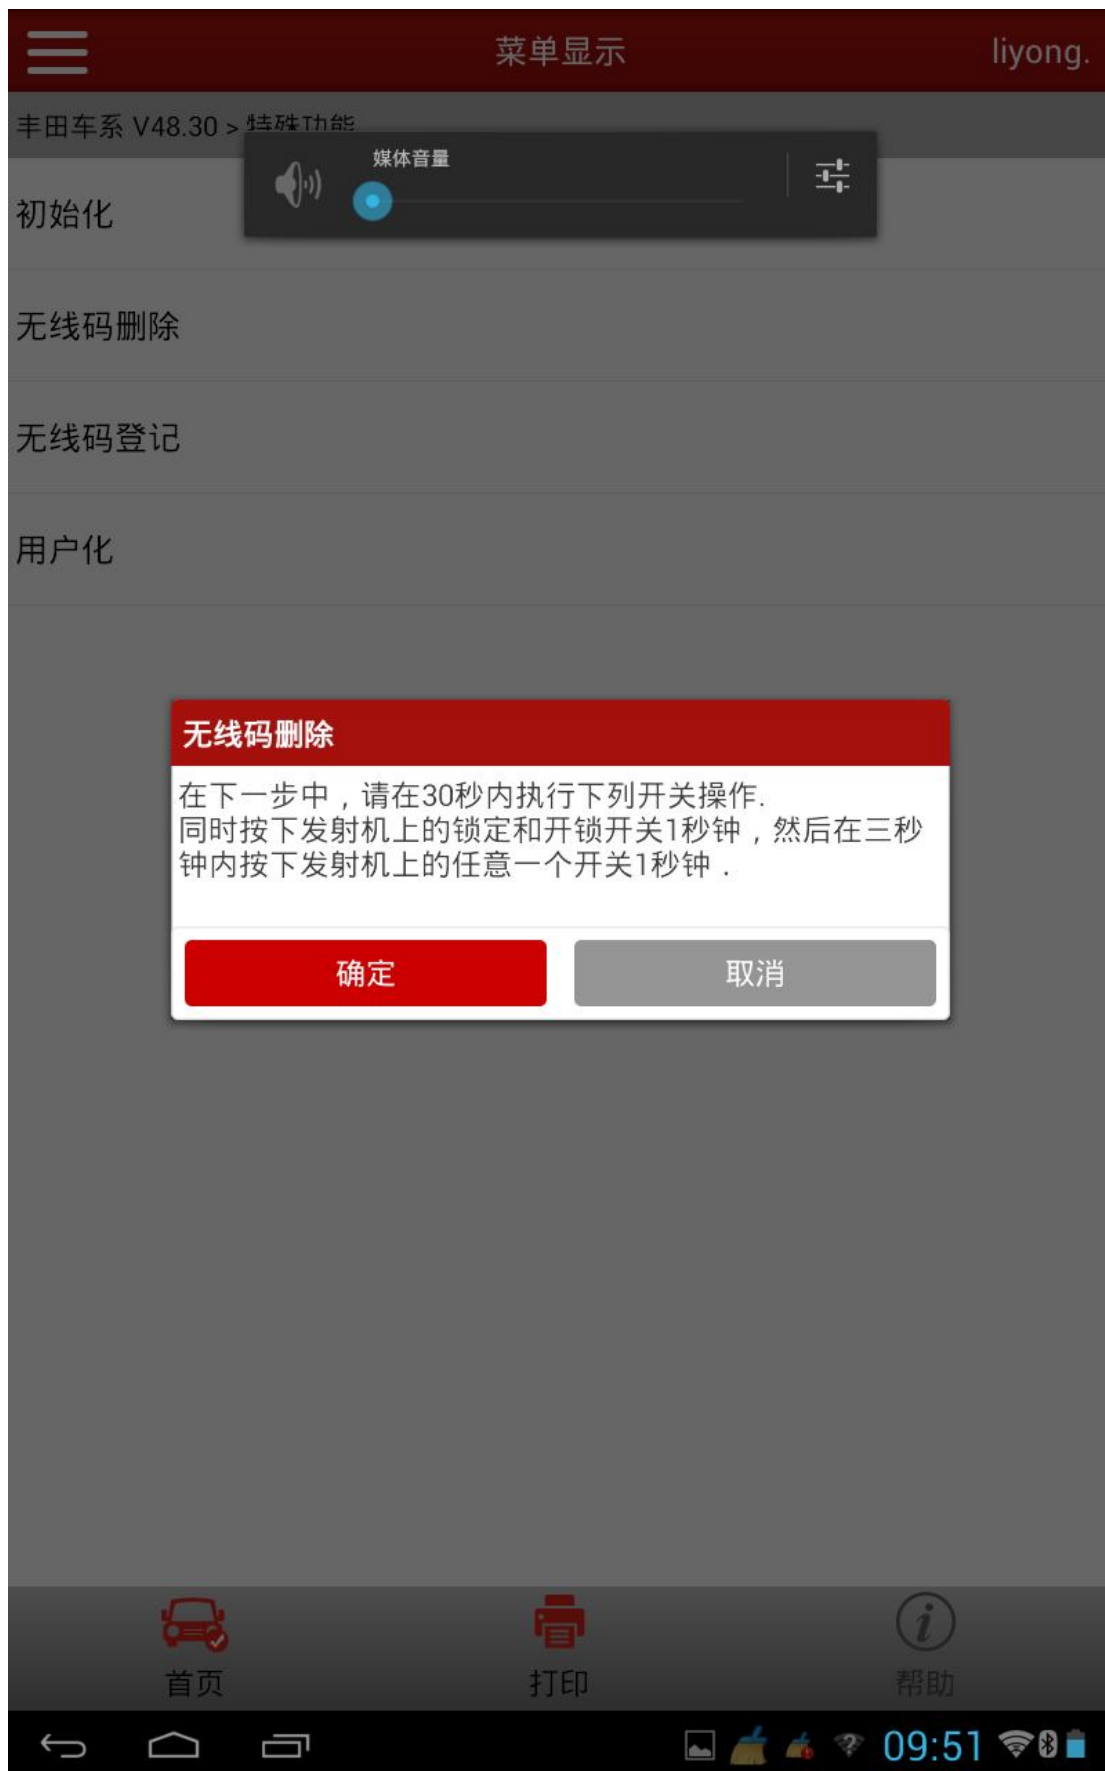 菜单显示
liyong.
丰田车系 V48.30 > 特殊功能
媒体音量
初始化
无线码删除
无线码登记
用户化
无线码删除
在下一步中，请在30秒内执行下列开关操作.
同时按下发射机上的锁定和开锁开关1秒钟，然后在三秒
钟内按下发射机上的任意一个开关1秒钟．
确定
取消
首页
打印
帮助
09:51